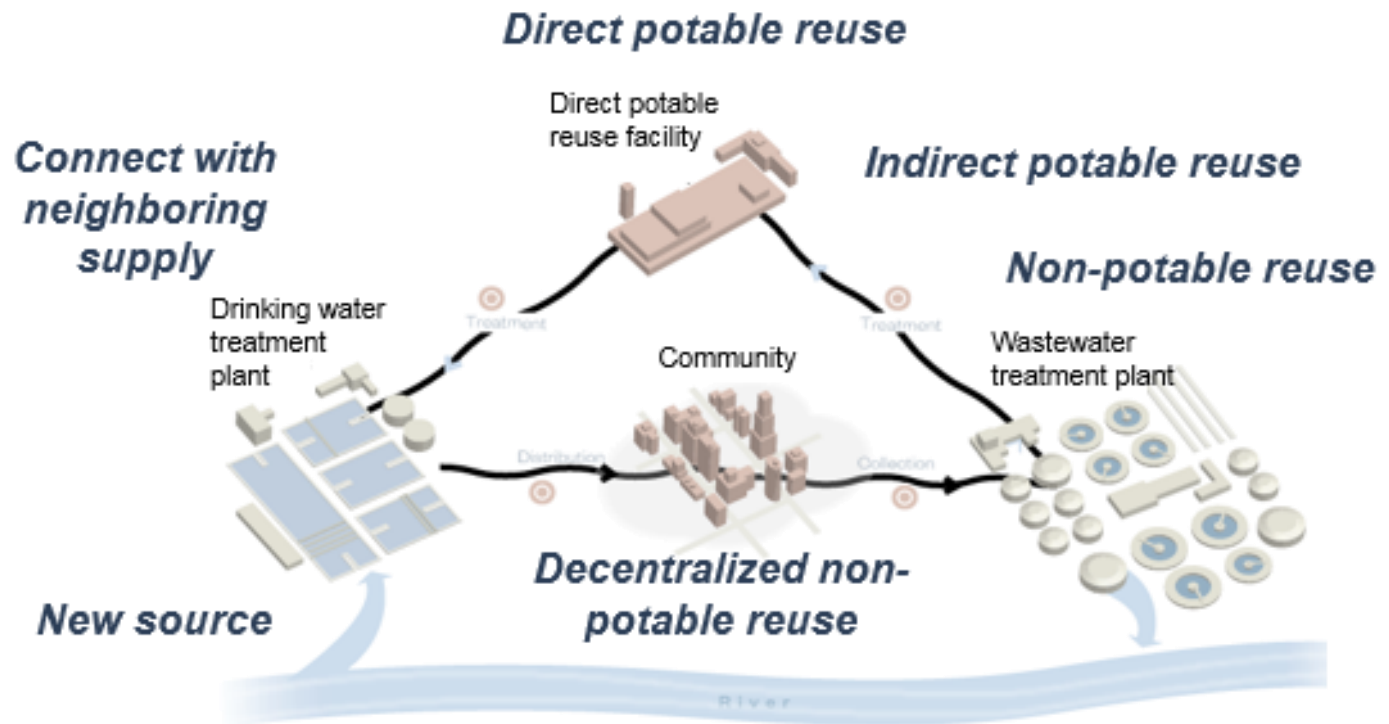 Direct potable reuse
Direct potable
reuse facility
Connect with
neighboring
supply
Indirect potable reuse
Non-potable reuse
Drinking water
treatment
plant
Treatment
Treatment
Community
Wastewater
treatment plant
Distribution
Collection
Decentralized non-
potable reuse
New source
River